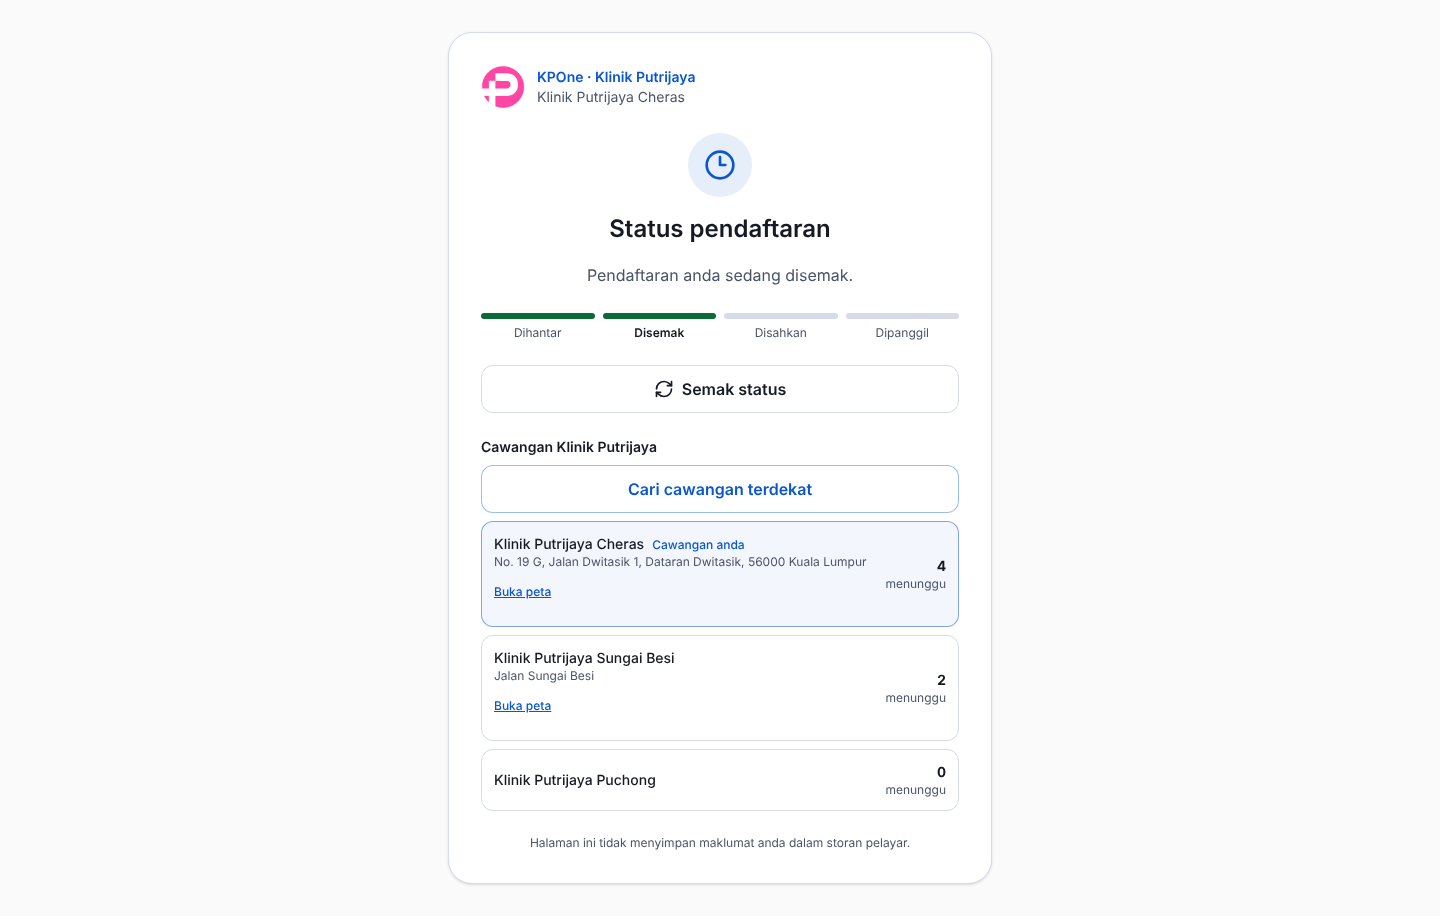 KPOne · Klinik Putrijaya
Klinik Putrijaya Cheras
Status pendaftaran
Pendaftaran anda sedang disemak.
Dihantar
Disemak
Disahkan
Dipanggil
Semak status
Cawangan Klinik Putrijaya
Cari cawangan terdekat
Klinik Putrijaya Cheras Cawangan anda
No. 19 G, Jalan Dwitasik 1, Dataran Dwitasik, 56000 Kuala Lumpur
Buka peta
4
menunggu
Klinik Putrijaya Sungai Besi
Jalan Sungai Besi
Buka peta
2
menunggu
Klinik Putrijaya Puchong
0
menunggu
Halaman ini tidak menyimpan maklumat anda dalam storan pelayar.